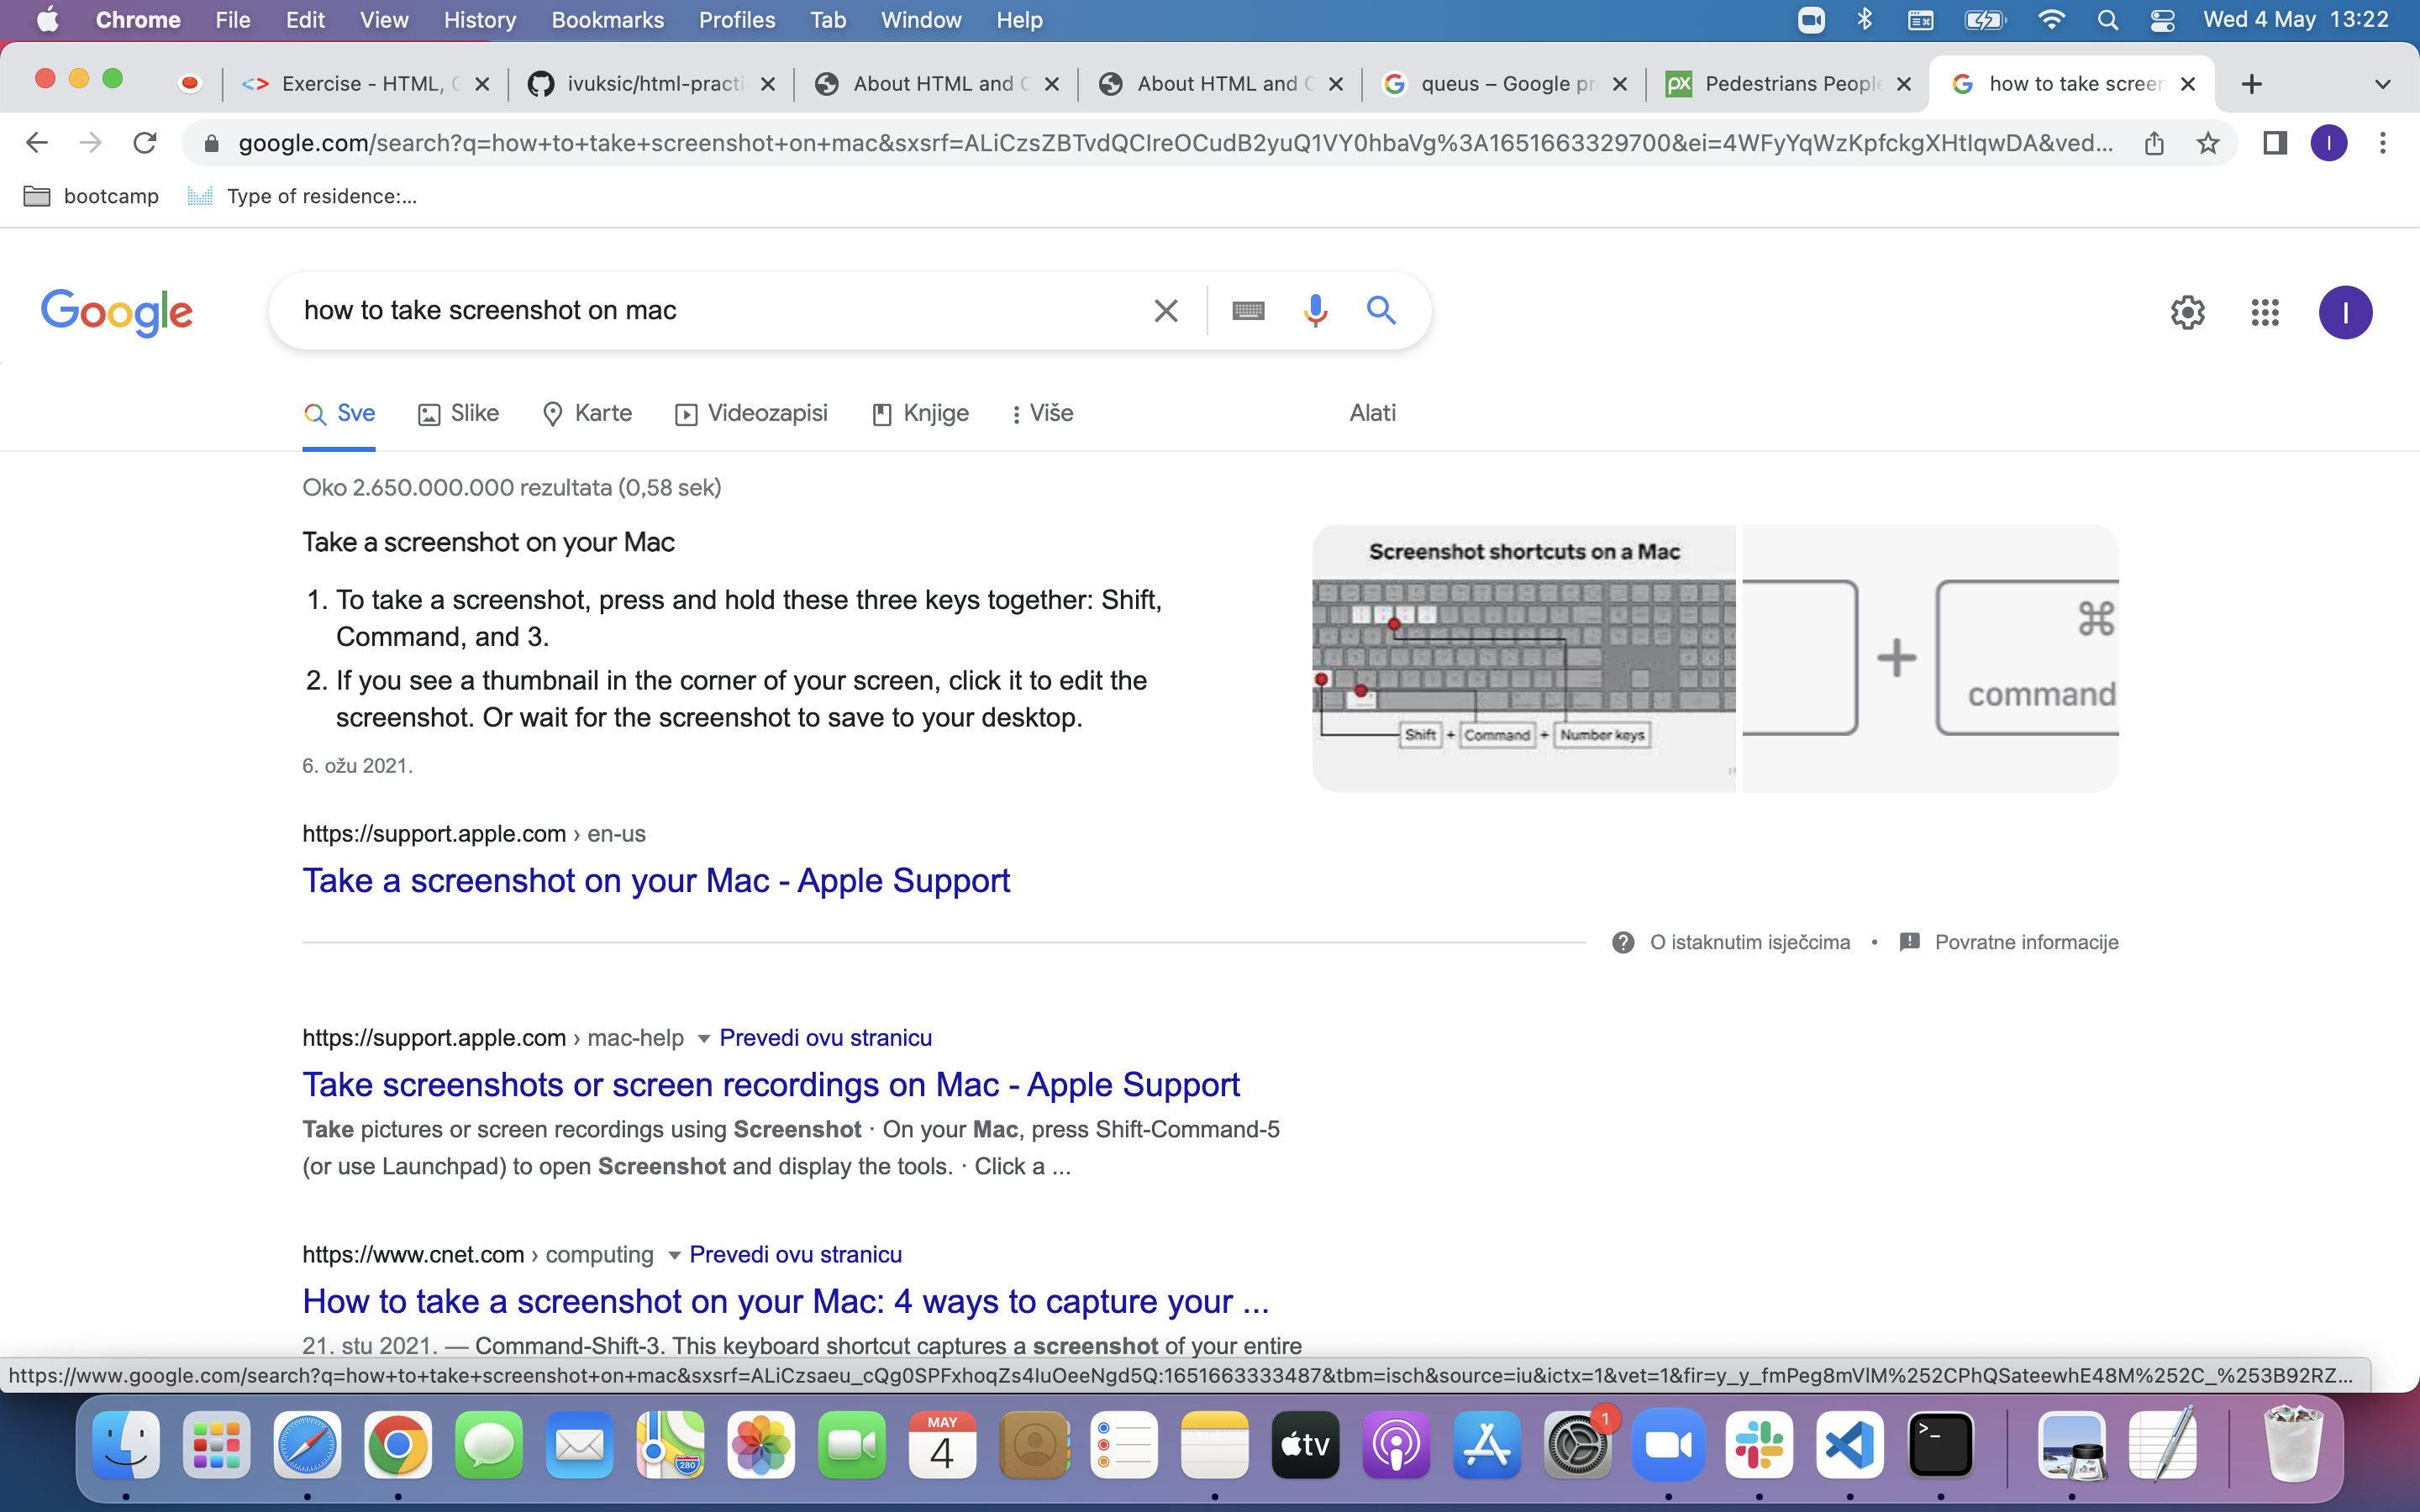 Chrome File Edit View History Bookmarks Profiles Tab Window Help Wed 4 May 13:22
Exercise - HTML, ivuksic/html-practi About HTML and About HTML and queus – Google pr PX Pedestrians People how to take screen
google.com/search?q=how+to+take+screenshot+on+mac&sxsrf=ALiCzsZBTvdQCIreOCudB2yuQ1VY0hbaVg%3A1651663329700&ei=4WFyYqWzKpfckgXHtIqwDA&ved... I
bootcamp Type of residence:...
Google how to take screenshot on mac I
Sve Slike Karte Videozapisi Knjige Više Alati
Oko 2.650.000.000 rezultata (0,58 sek)
Take a screenshot on your Mac
1. To take a screenshot, press and hold these three keys together: Shift,
Command, and 3.
2. If you see a thumbnail in the corner of your screen, click it to edit the
screenshot. Or wait for the screenshot to save to your desktop.
6. ožu 2021.
Screenshot shortcuts on a Mac
Shift + Command + Number keys
+ ⌘
command
https://support.apple.com › en-us
Take a screenshot on your Mac - Apple Support
O istaknutim isječcima • Povratne informacije
https://support.apple.com › mac-help Prevedi ovu stranicu
Take screenshots or screen recordings on Mac - Apple Support
Take pictures or screen recordings using Screenshot · On your Mac, press Shift-Command-5
(or use Launchpad) to open Screenshot and display the tools. · Click a ...
https://www.cnet.com › computing Prevedi ovu stranicu
How to take a screenshot on your Mac: 4 ways to capture your ...
21. stu 2021. — Command-Shift-3. This keyboard shortcut captures a screenshot of your entire
https://www.google.com/search?q=how+to+take+screenshot+on+mac&sxsrf=ALiCzsaeu_cQg0SPFxhoqZs4IuOeeNgd5Q:1651663333487&tbm=isch&source=iu&ictx=1&vet=1&fir=y_y_fmPeg8mVlM%252CPhQSateewhE48M%252C_%253B92RZ...
280 MAY 4 tv 1 >_